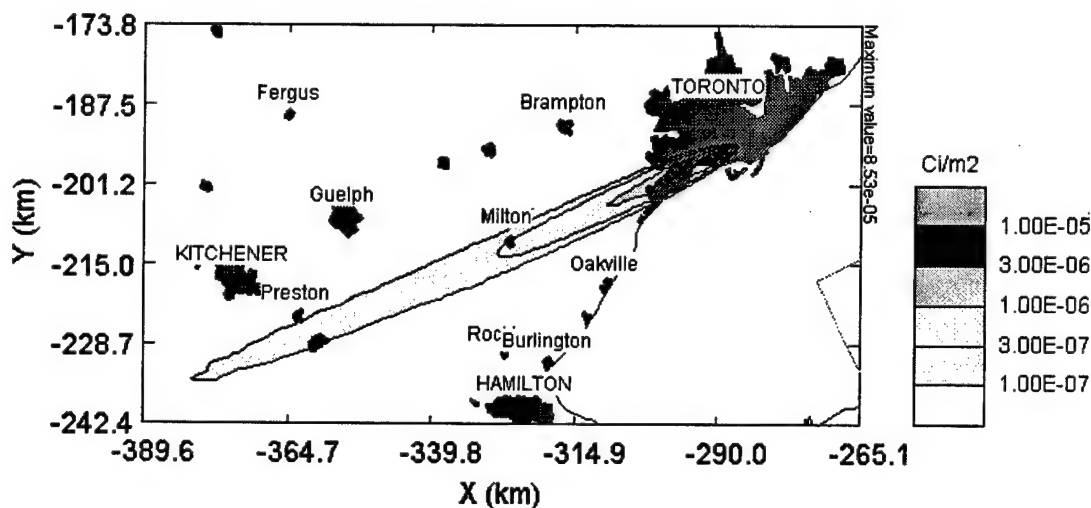 -173.8
-187.5
-201.2
-215.0
-228.7
-242.4
Y (km)
-389.6 -364.7 -339.8 -314.9 -290.0 -265.1
X (km)
Fergus
Brampton
TORONTO
Guelph
Milton
KITCHENER
Preston
Oakville
Roc
Burlington
HAMILTON
Maximum value=8.53e-05
Ci/m2
1.00E-05
3.00E-06
1.00E-06
3.00E-07
1.00E-07